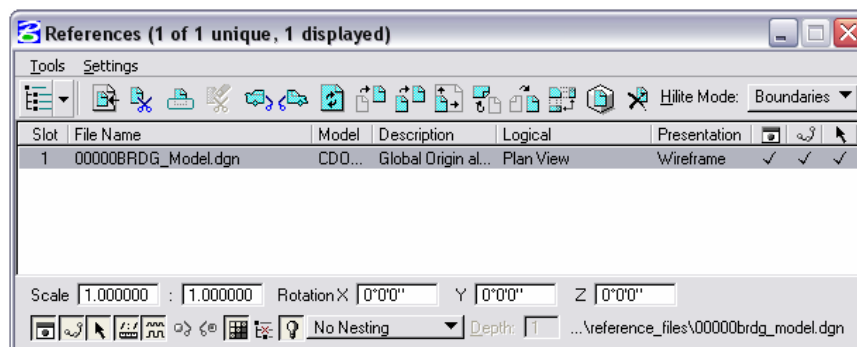 References (1 of 1 unique, 1 displayed)
Tools Settings
Hilite Mode: Boundaries
Slot File Name Model Description Logical Presentation
1 00000BRDG_Model.dgn CDO... Global Origin al... Plan View Wireframe
Scale 1.000000 : 1.000000 Rotation X 0°0'0" Y 0°0'0" Z 0°0'0"
No Nesting Depth: 1 ...\reference_files\00000brdg_model.dgn